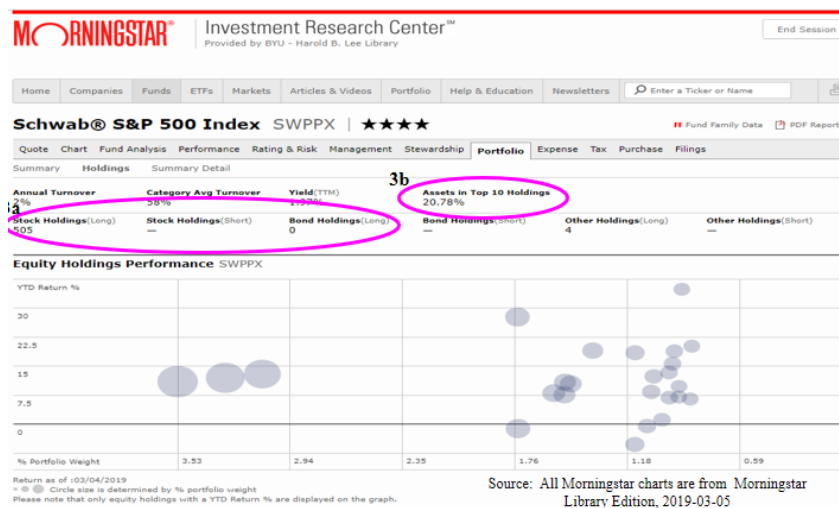 MORNINGSTAR® Investment Research Center℠ End Session
Provided by BYU - Harold B. Lee Library
Home Companies Funds ETFs Markets Articles & Videos Portfolio Help & Education Newsletters Enter a Ticker or Name
Schwab® S&P 500 Index SWPPX | ★★★★ Fund Family Data PDF Report
Quote Chart Fund Analysis Performance Rating & Risk Management Stewardship Portfolio Expense Tax Purchase Filings
Summary Holdings Summary Detail
3b
Annual Turnover Category Avg Turnover Yield(TTM) Assets in Top 10 Holdings
2% 58% 20.78%
Stock Holdings(Long) Stock Holdings(Short) Bond Holdings(Long) Bond Holdings(Short) Other Holdings(Long) Other Holdings(Short)
505 — 0 — 4 —
Equity Holdings Performance SWPPX
YTD Return %
30
22.5
15
7.5
0
% Portfolio Weight 3.53 2.94 2.35 1.76 1.18 0.59
Return as of :03/04/2019
Circle size is determined by % portfolio weight
Please note that only equity holdings with a YTD Return % are displayed on the graph.
Source: All Morningstar charts are from Morningstar
Library Edition, 2019-03-05